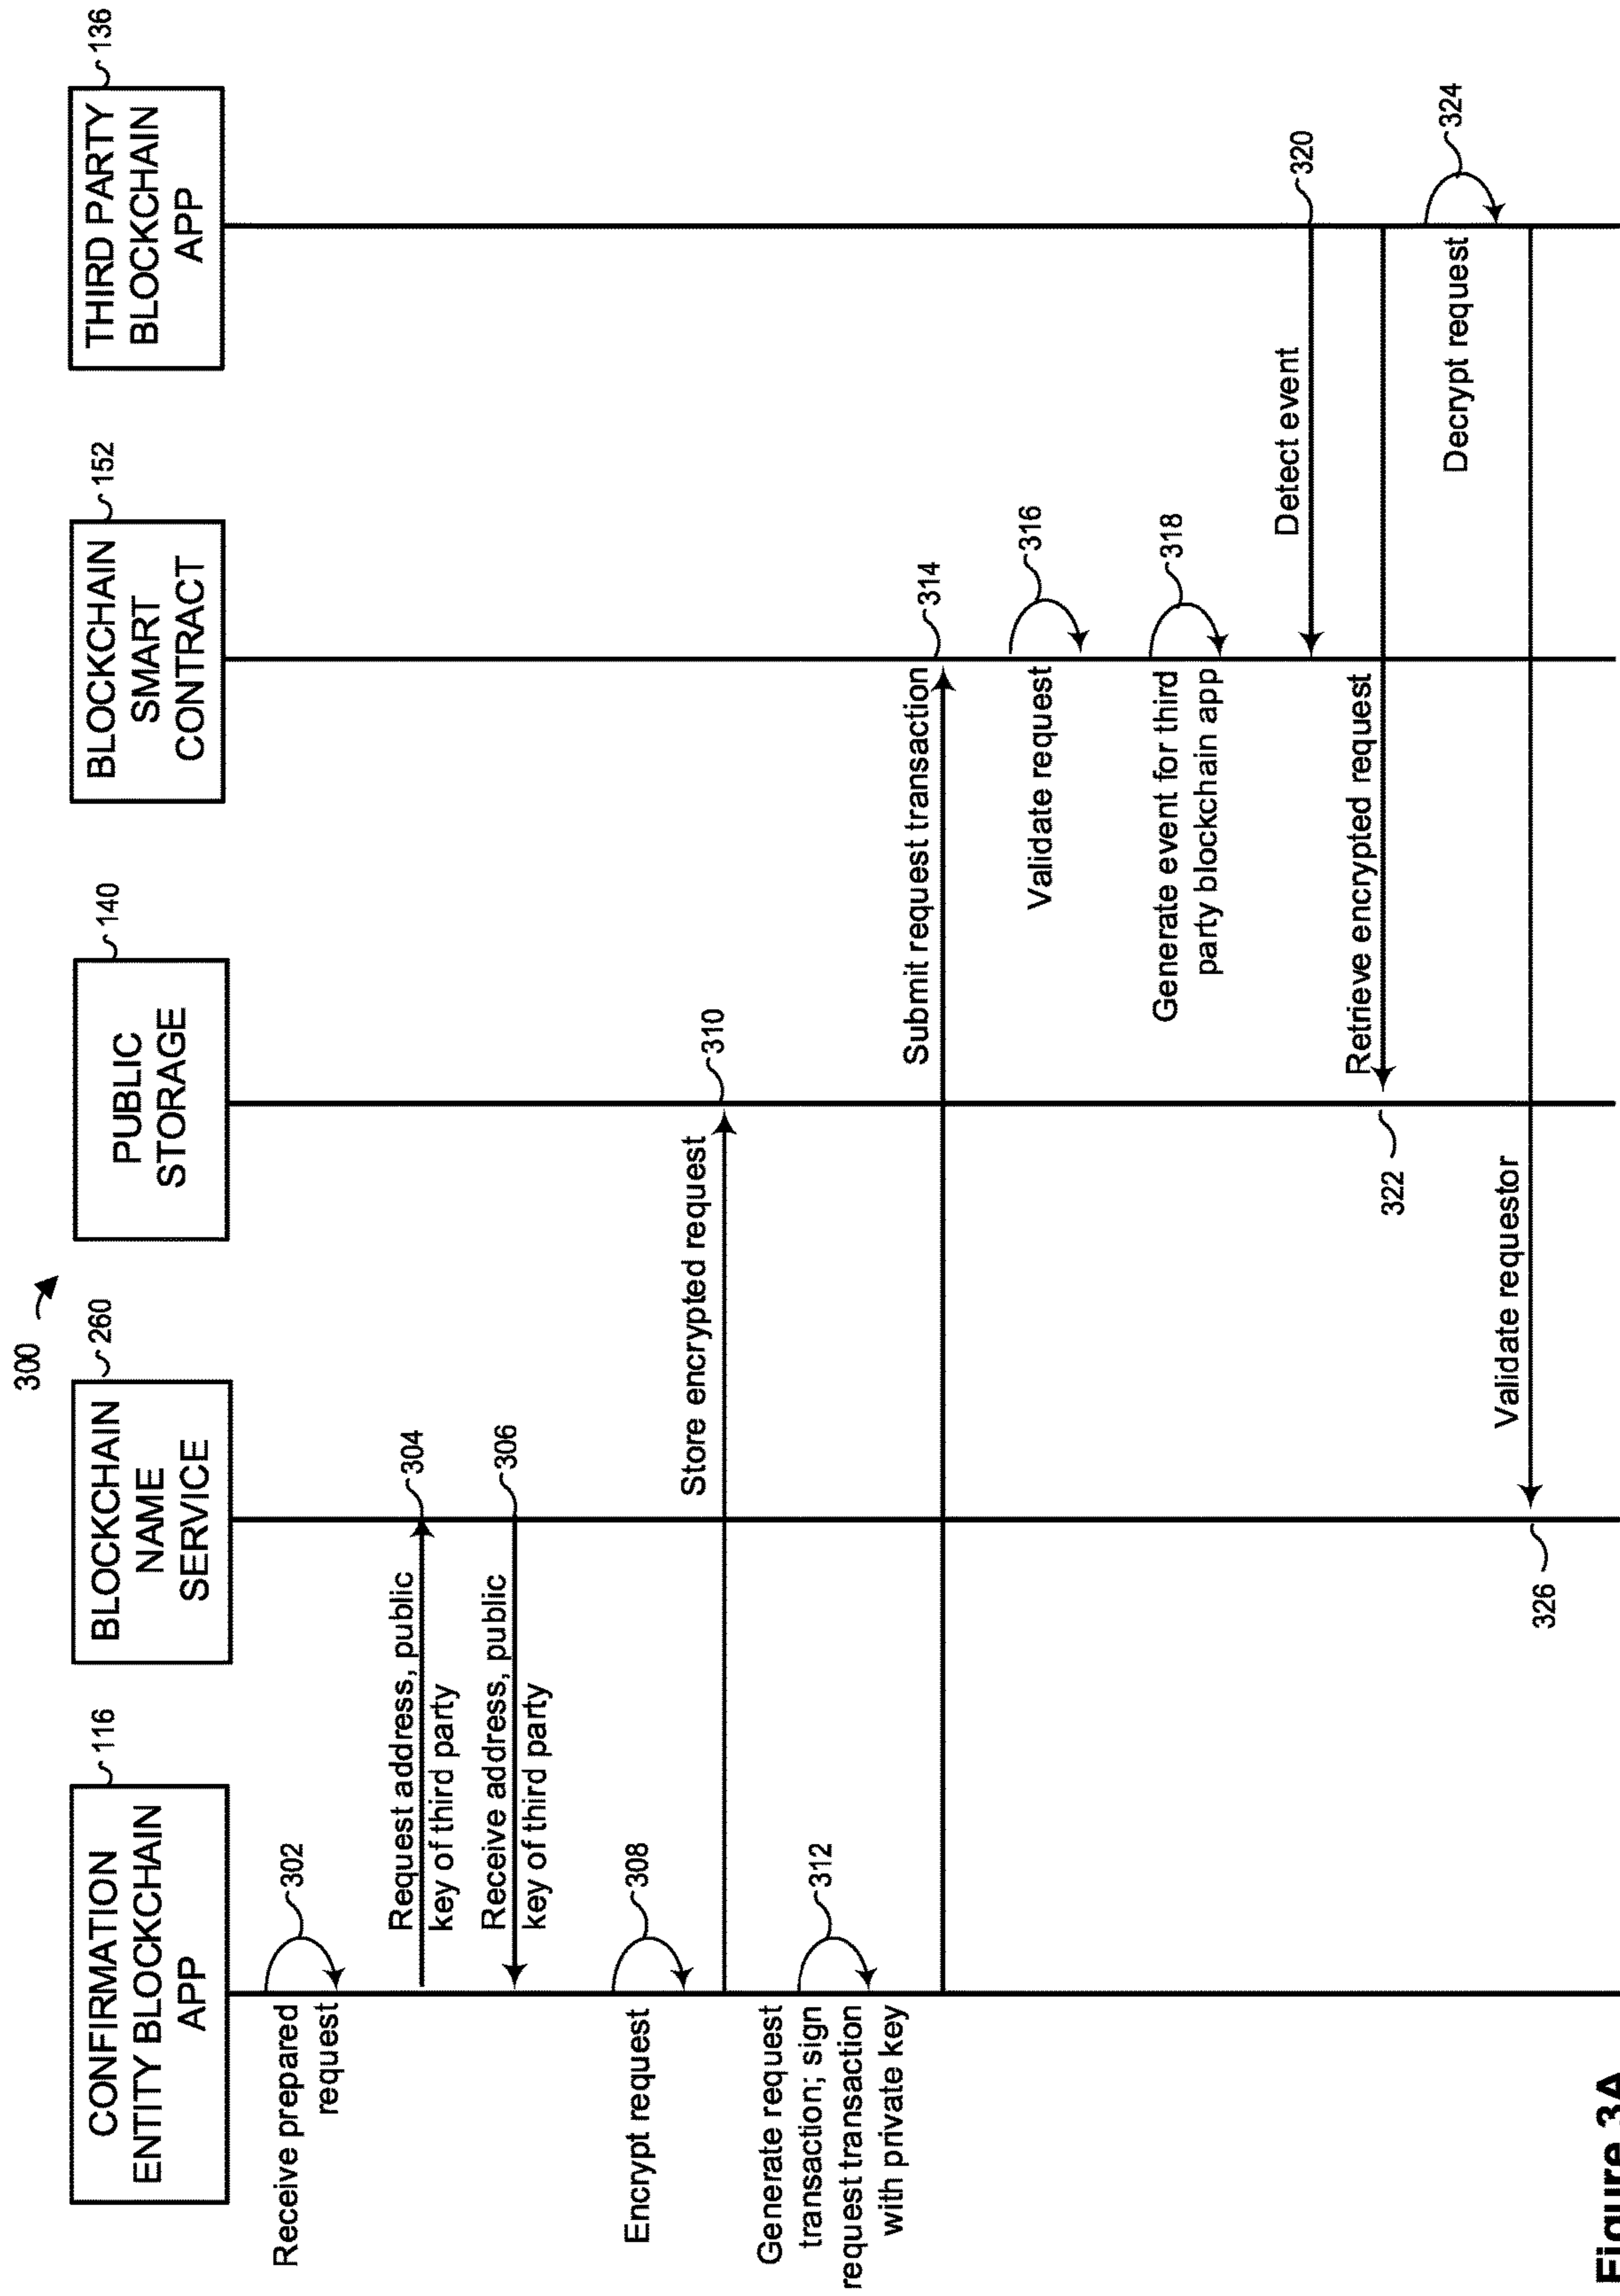 300
CONFIRMATION
ENTITY BLOCKCHAIN
APP
116
BLOCKCHAIN
NAME
SERVICE
260
PUBLIC
STORAGE
140
BLOCKCHAIN
SMART
CONTRACT
152
THIRD PARTY
BLOCKCHAIN
APP
136
Receive prepared
request
302
Request address, public
key of third party
304
Receive address, public
key of third party
306
Encrypt request
308
Store encrypted request
310
Generate request
transaction; sign
request transaction
with private key
312
Submit request transaction
314
Validate request
316
Generate event for third
party blockchain app
318
Detect event
320
Retrieve encrypted request
322
Decrypt request
324
Validate requestor
326
Figure 3A